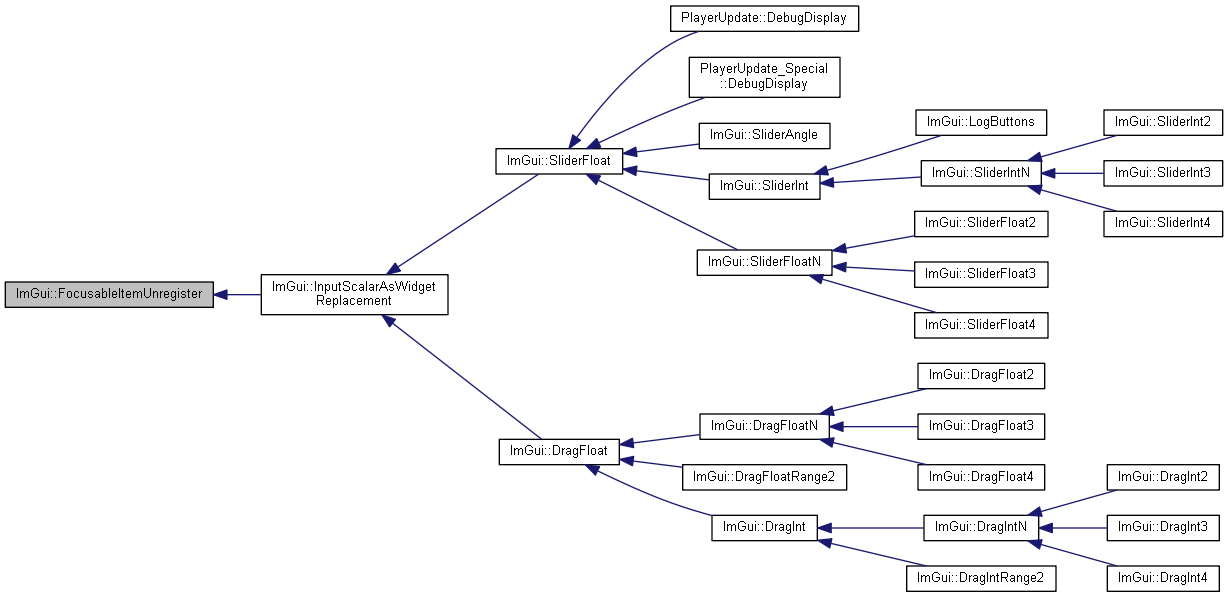 PlayerUpdate::DebugDisplay
PlayerUpdate_Special
::DebugDisplay
ImGui::LogButtons
ImGui::SliderInt2
ImGui::SliderAngle
ImGui::SliderFloat
ImGui::SliderIntN
ImGui::SliderInt3
ImGui::SliderInt
ImGui::SliderFloat2
ImGui::SliderInt4
ImGui::SliderFloatN
ImGui::SliderFloat3
ImGui::FocusableItemUnregister
ImGui::InputScalarAsWidget
Replacement
ImGui::SliderFloat4
ImGui::DragFloat2
ImGui::DragFloatN
ImGui::DragFloat3
ImGui::DragFloat
ImGui::DragFloatRange2
ImGui::DragFloat4
ImGui::DragInt2
ImGui::DragInt
ImGui::DragIntN
ImGui::DragInt3
ImGui::DragIntRange2
ImGui::DragInt4